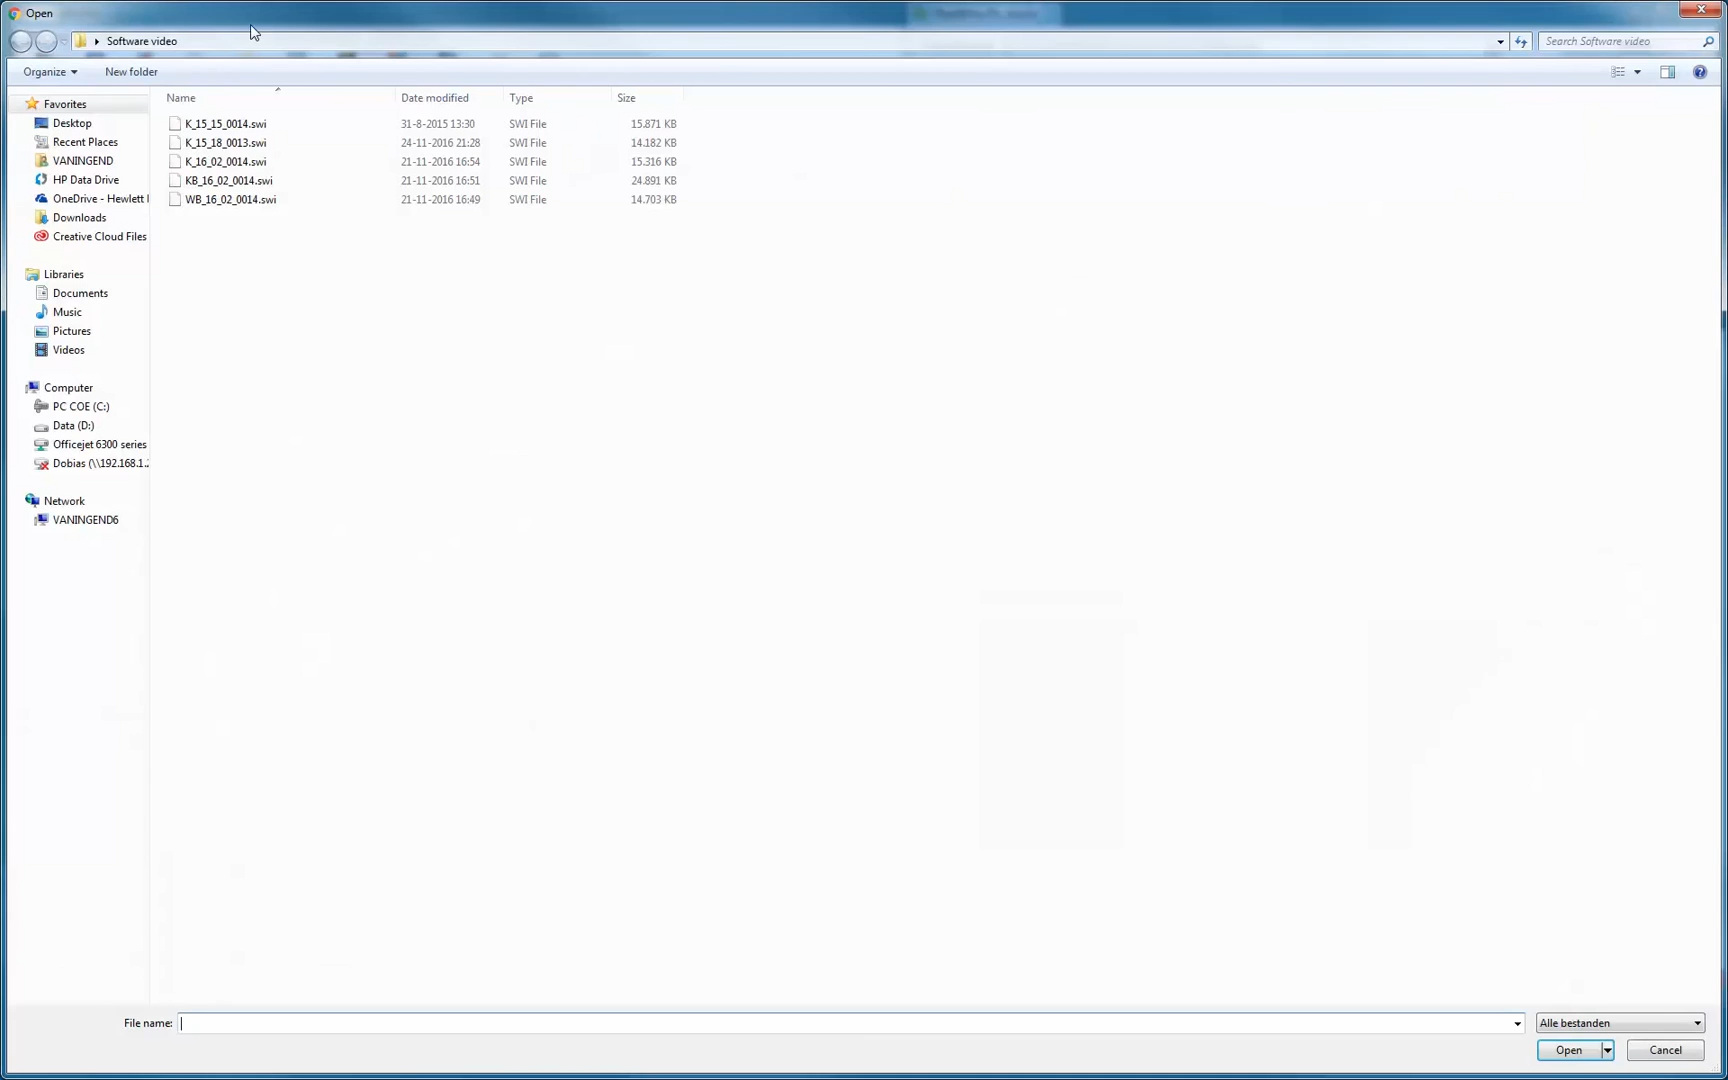 Open
Software video
Search Software video
Organize
New folder
Name
Date modified
Type
Size
Favorites
Desktop
Recent Places
VANINGEND
HP Data Drive
OneDrive - Hewlett
Downloads
Creative Cloud Files
Libraries
Documents
Music
Pictures
Videos
Computer
PC COE (C:)
Data (D:)
Officejet 6300 series
Dobias (\\192.168.1.
Network
VANINGEND6
K_15_15_0014.swi 31-8-2015 13:30 SWI File 15.871 KB
K_15_18_0013.swi 24-11-2016 21:28 SWI File 14.182 KB
K_16_02_0014.swi 21-11-2016 16:54 SWI File 15.316 KB
KB_16_02_0014.swi 21-11-2016 16:51 SWI File 24.891 KB
WB_16_02_0014.swi 21-11-2016 16:49 SWI File 14.703 KB
File name:
Alle bestanden
Open
Cancel